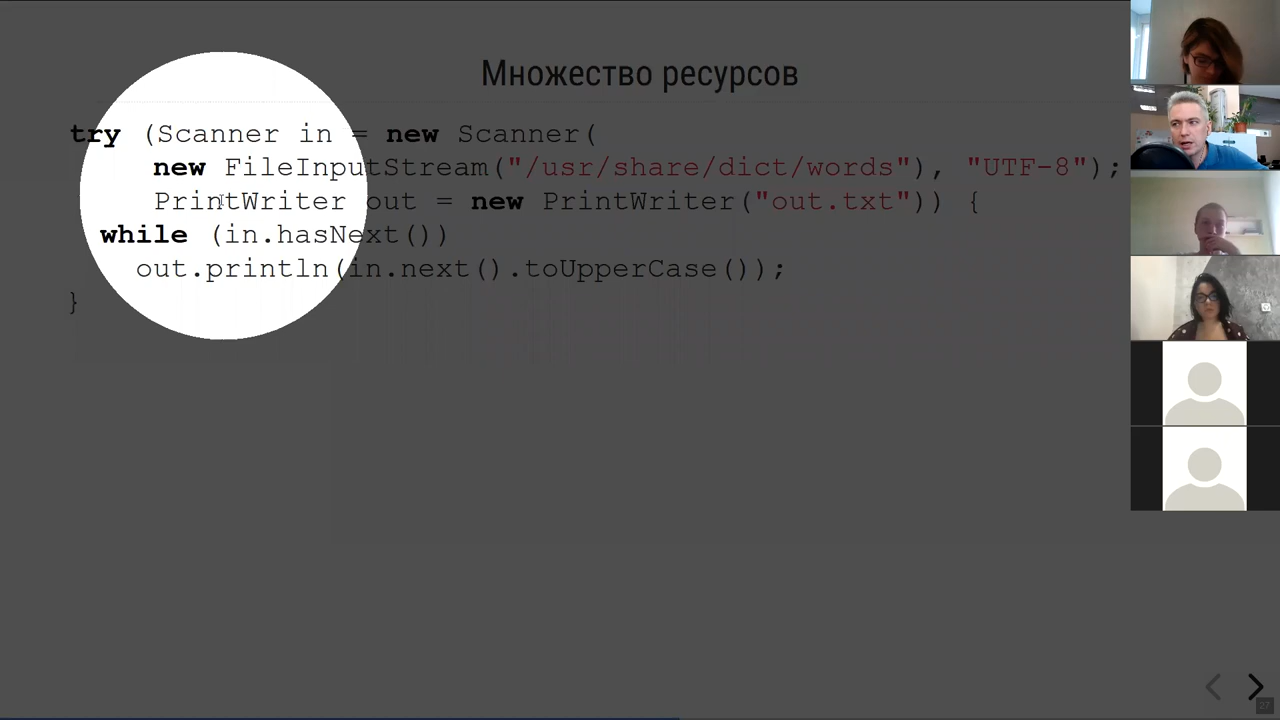 Множество ресурсов
try (Scanner in = new Scanner(
new FileInputStream("/usr/share/dict/words"), "UTF-8");
PrintWriter out = new PrintWriter("out.txt")) {
while (in.hasNext())
out.println(in.next().toUpperCase());
}
27